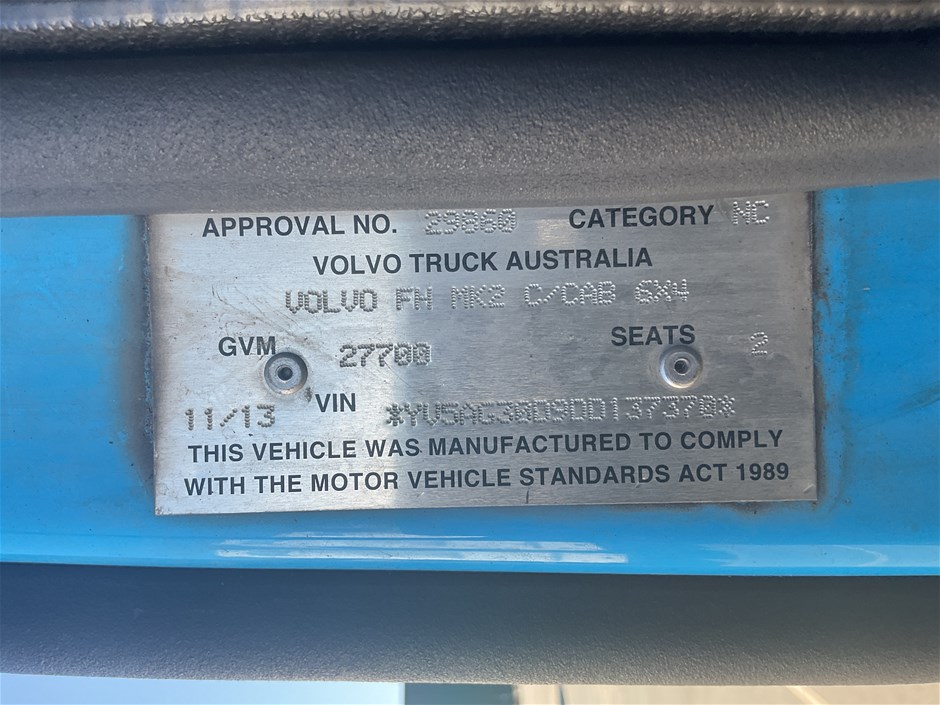 APPROVAL NO. 29860 CATEGORY NC
VOLVO TRUCK AUSTRALIA
VOLVO FH MK2 C/CAB 6X4
GVM 27700 SEATS 2
11/13 VIN *YV5AG30D9DD137370*
THIS VEHICLE WAS MANUFACTURED TO COMPLY
WITH THE MOTOR VEHICLE STANDARDS ACT 1989